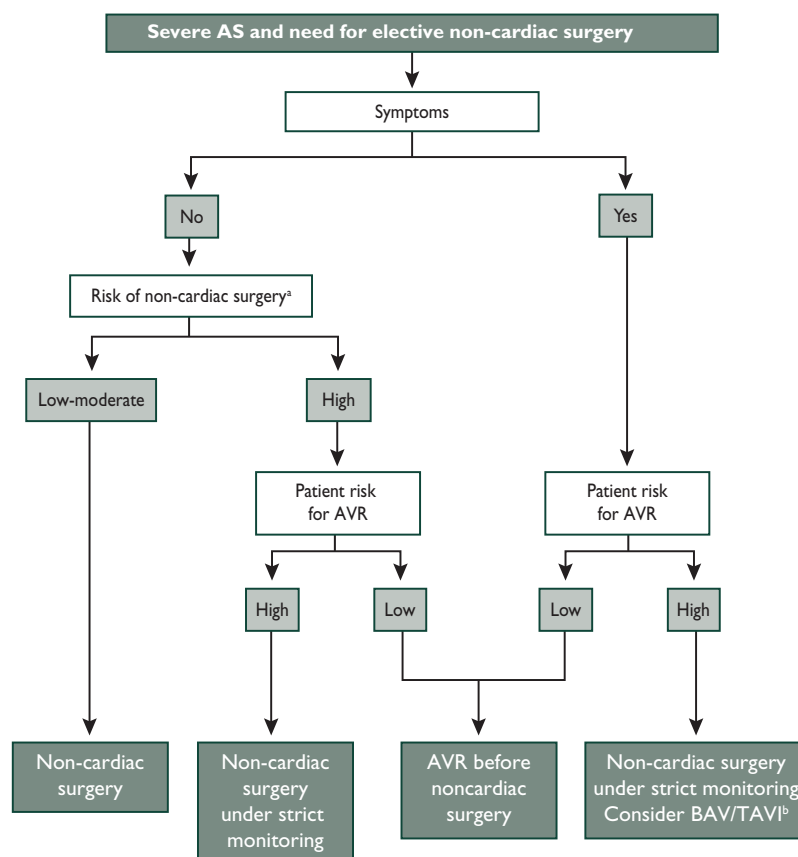 Severe AS and need for elective non-cardiac surgery
Symptoms
No
Yes
Risk of non-cardiac surgeryᵃ
Low-moderate
High
Patient risk
for AVR
Patient risk
for AVR
High
Low
Low
High
Non-cardiac
surgery
Non-cardiac
surgery
under strict
monitoring
AVR before
noncardiac
surgery
Non-cardiac surgery
under strict monitoring
Consider BAV/TAVIᵇ